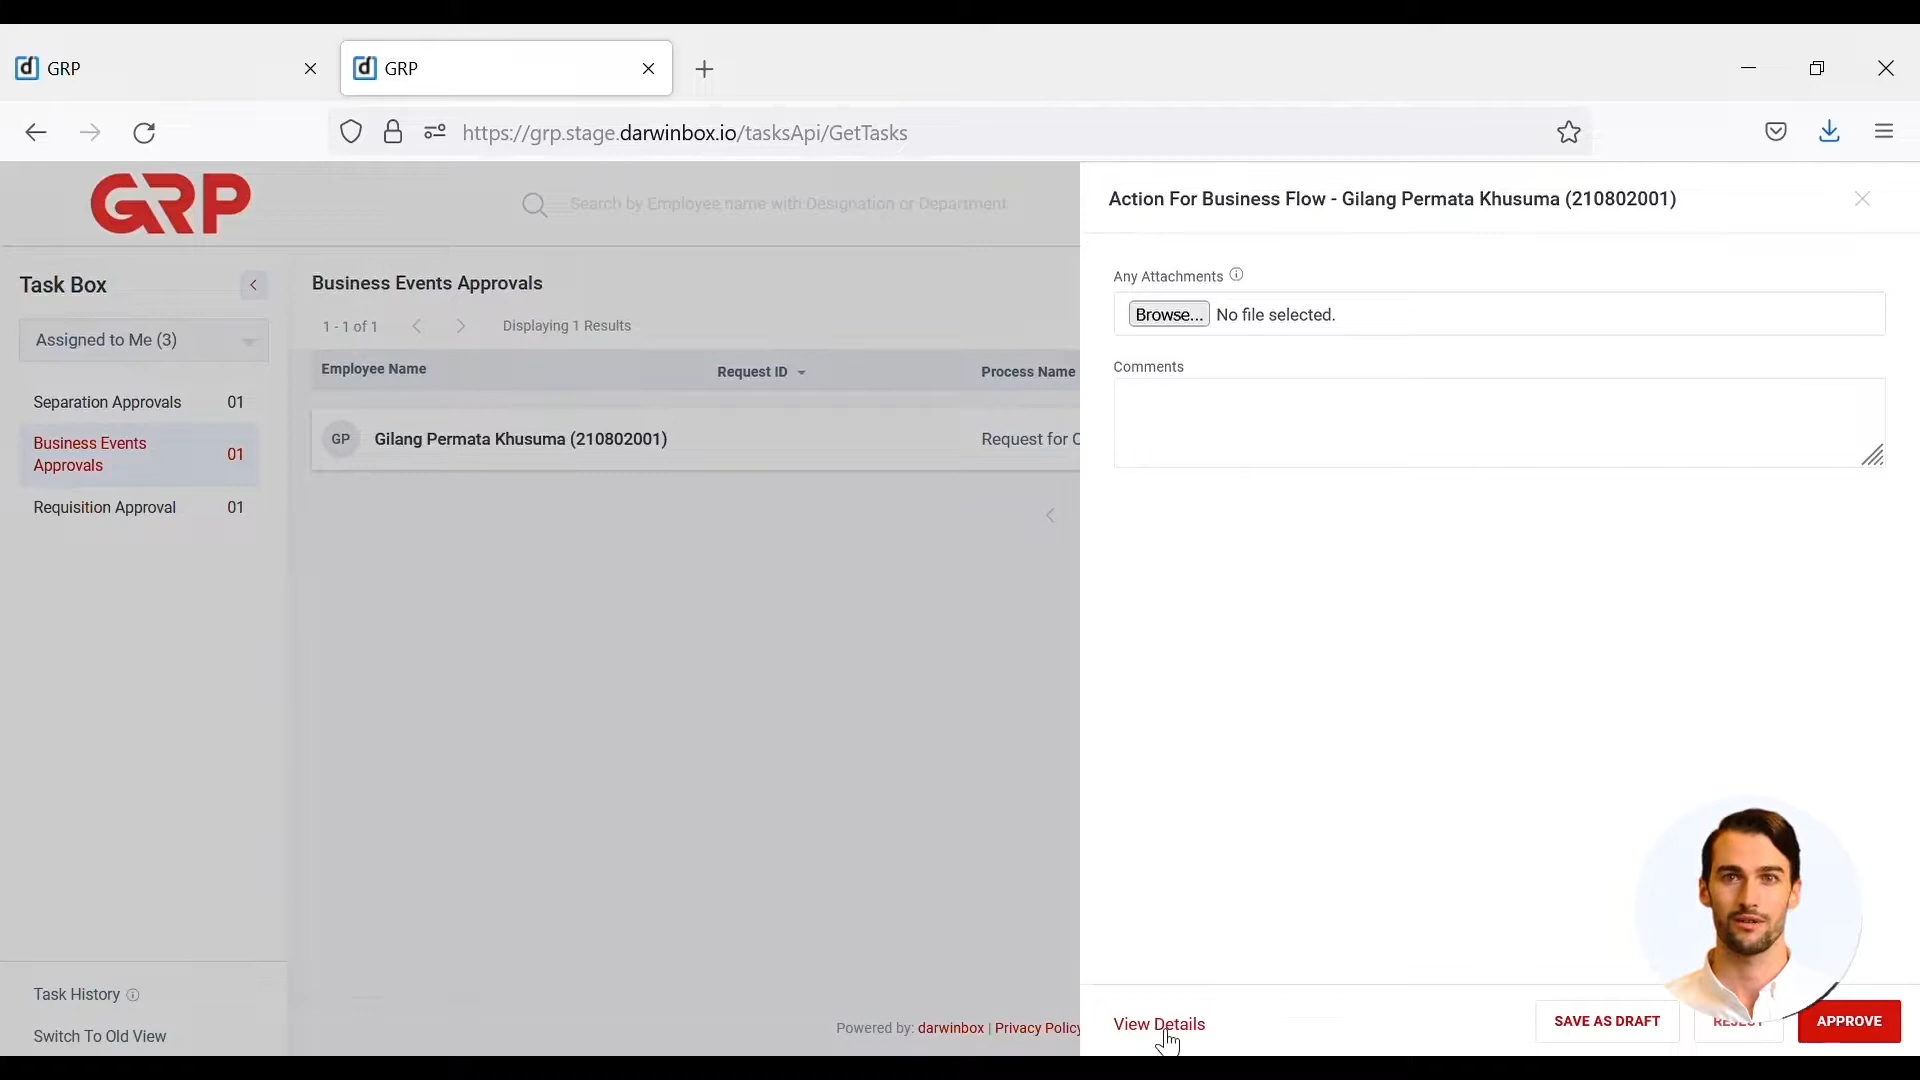 GRP
GRP
https://grp.stage.darwinbox.io/tasksApi/GetTasks
GRP
Search by Employee name with Designation or Department
Task Box
Assigned to Me (3)
Separation Approvals 01
Business Events
Approvals 01
Requisition Approval 01
Task History
Switch To Old View
Business Events Approvals
1 - 1 of 1
Displaying 1 Results
Employee Name Request ID Process Name
GP Gilang Permata Khusuma (210802001) Request for C
Powered by: darwinbox | Privacy Policy
Action For Business Flow - Gilang Permata Khusuma (210802001)
Any Attachments
Browse... No file selected.
Comments
View Details
SAVE AS DRAFT
REJECT
APPROVE